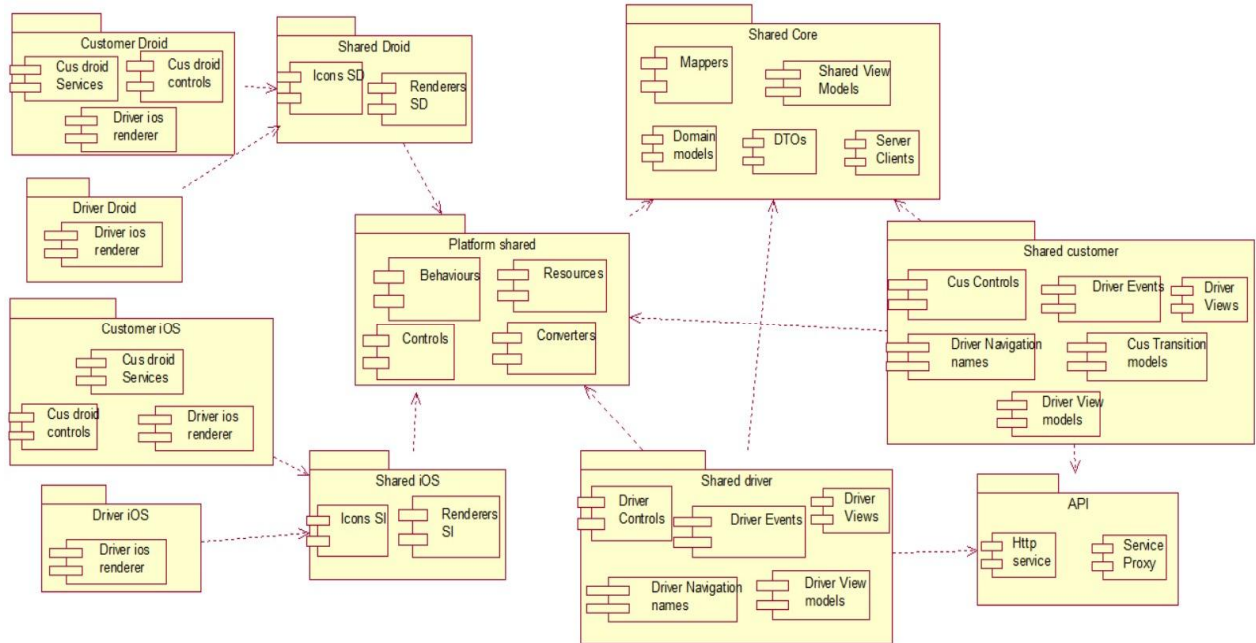 Customer Droid
Cus droid
Services
Cus droid
controls
Driver ios
renderer
Shared Droid
Icons SD
Renderers
SD
Shared Core
Mappers
Shared View
Models
Domain
models
DTOs
Server
Clients
Driver Droid
Driver ios
renderer
Platform shared
Behaviours
Resources
Controls
Converters
Shared customer
Cus Controls
Driver Events
Driver
Views
Driver Navigation
names
Cus Transition
models
Driver View
models
Customer iOS
Cus droid
Services
Cus droid
controls
Driver ios
renderer
Shared iOS
Icons SI
Renderers
SI
Driver iOS
Driver ios
renderer
Shared driver
Driver
Controls
Driver Events
Driver
Views
Driver Navigation
names
Driver View
models
API
Http
service
Service
Proxy